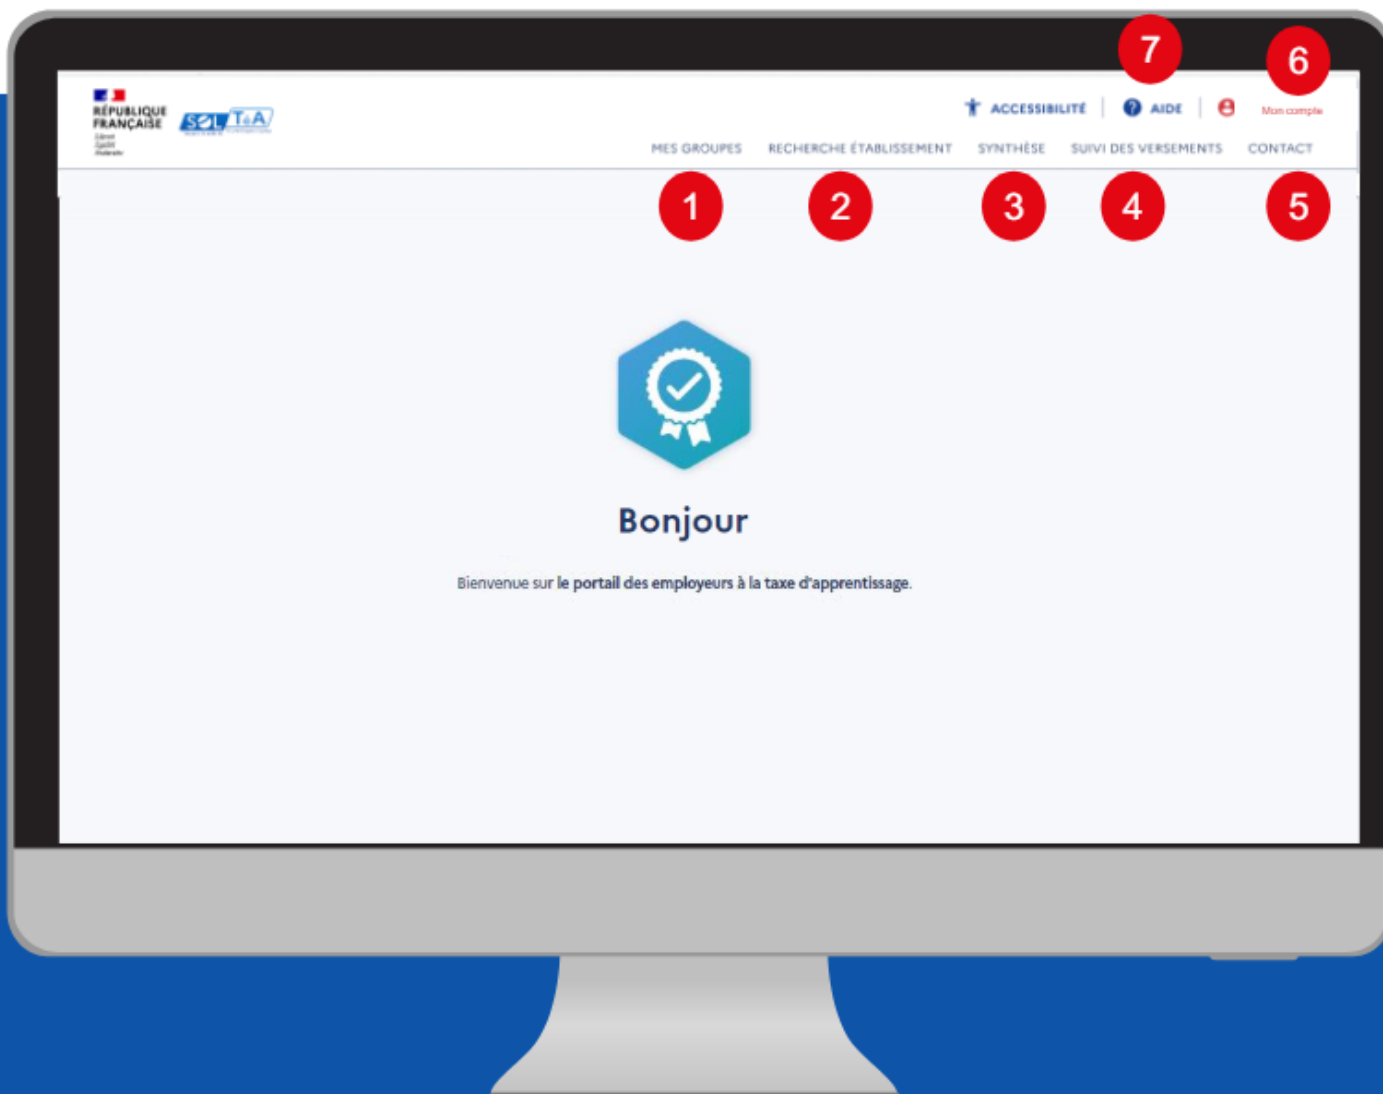 7
6
RÉPUBLIQUE
FRANÇAISE
SOLTéA
ACCESSIBILITÉ
AIDE
Mon compte
MES GROUPES RECHERCHE ÉTABLISSEMENT SYNTHÈSE SUIVI DES VERSEMENTS CONTACT
1 2 3 4 5
Bonjour
Bienvenue sur le portail des employeurs à la taxe d'apprentissage.